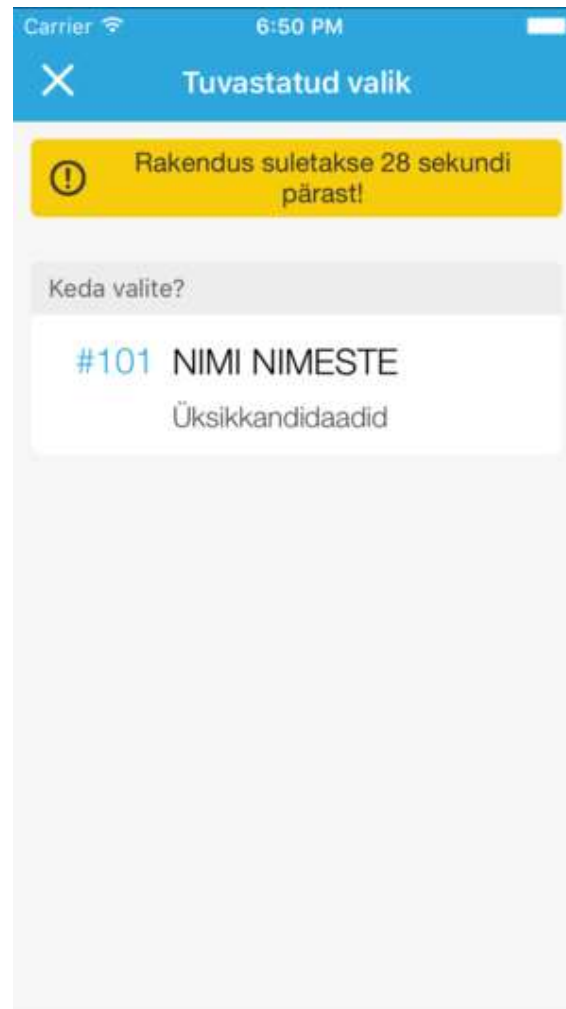 Carrier 6:50 PM
Tuvastatud valik
Rakendus suletakse 28 sekundi
pärast!
Keda valite?
#101 NIMI NIMESTE
Üksikkandidaadid